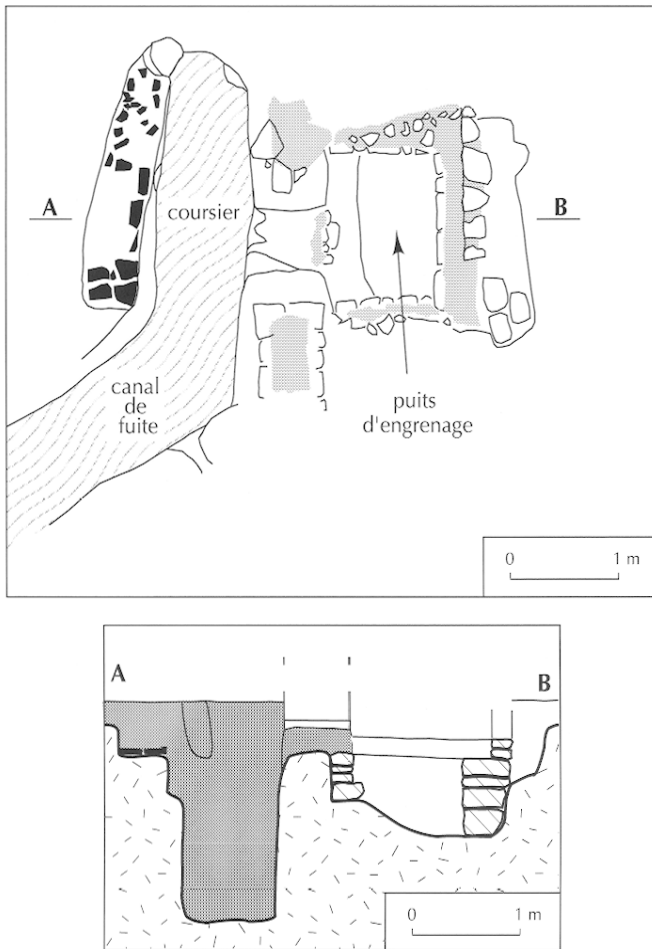 A
coursier
B
canal
de
fuite
puits
d'engrenage
0
1 m
A
B
0
1 m